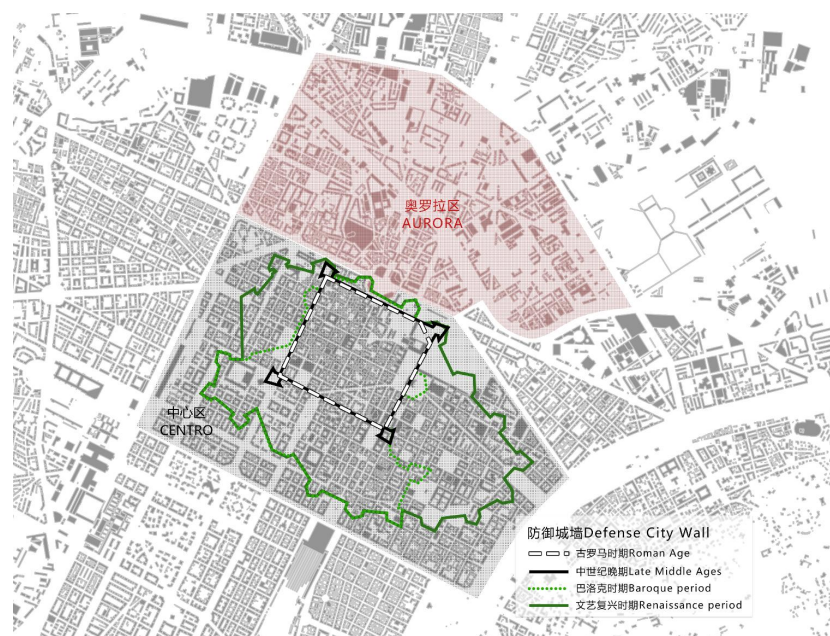 奥罗拉区
AURORA
中心区
CENTRO
防御城墙Defense City Wall
古罗马时期Roman Age
中世纪晚期Late Middle Ages
巴洛克时期Baroque period
文艺复兴时期Renaissance period